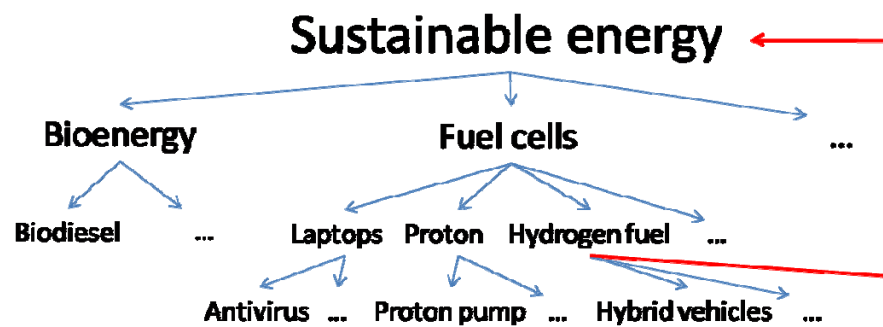 Sustainable energy
Bioenergy Fuel cells ...
Biodiesel ... Laptops Proton Hydrogen fuel ...
Antivirus ... Proton pump ... Hybrid vehicles ...